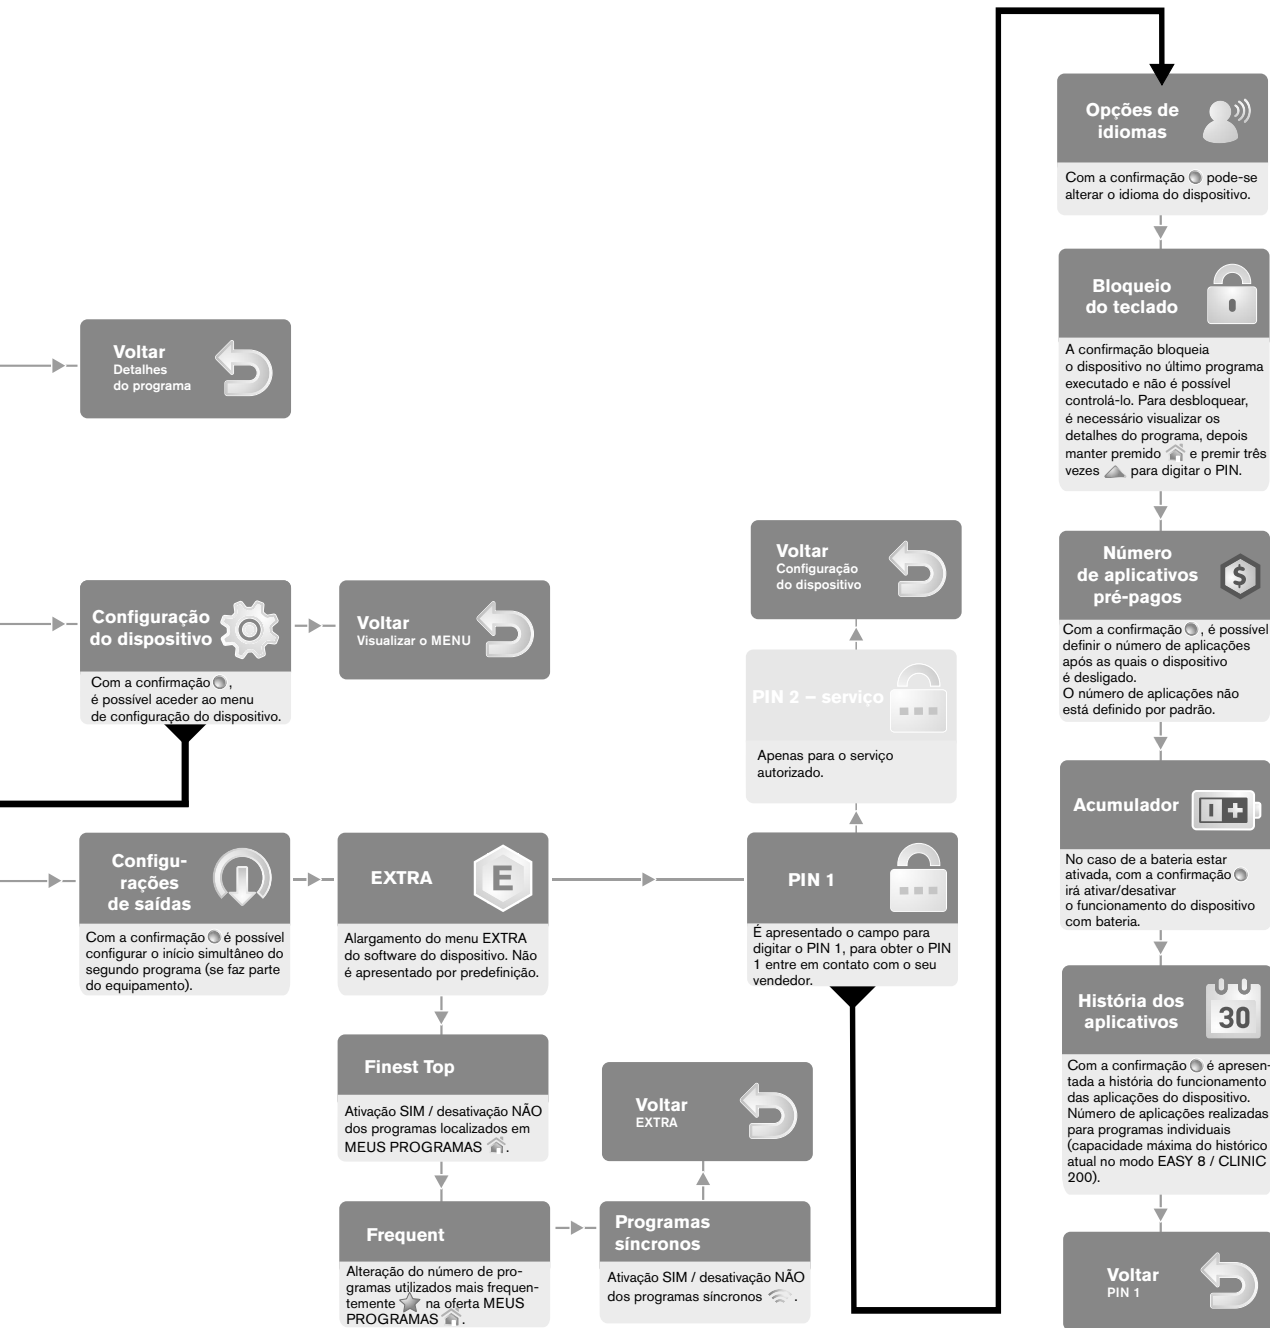 Voltar
Detalhes
do programa
Configuração
do dispositivo
Com a confirmação ,
é possível aceder ao menu
de configuração do dispositivo.
Voltar
Visualizar o MENU
Configu-
rações
de saídas
Com a confirmação é possível
configurar o início simultâneo do
segundo programa (se faz parte
do equipamento).
EXTRA
E
Alargamento do menu EXTRA
do software do dispositivo. Não
é apresentado por predefinição.
Finest Top
Ativação SIM / desativação NÃO
dos programas localizados em
MEUS PROGRAMAS .
Frequent
Alteração do número de pro-
gramas utilizados mais frequen-
temente na oferta MEUS
PROGRAMAS .
Programas
síncronos
Ativação SIM / desativação NÃO
dos programas síncronos .
Voltar
EXTRA
Voltar
Configuração
do dispositivo
PIN 2 – serviço
Apenas para o serviço
autorizado.
PIN 1
É apresentado o campo para
digitar o PIN 1, para obter o PIN
1 entre em contato com o seu
vendedor.
Opções de
idiomas
Com a confirmação pode-se
alterar o idioma do dispositivo.
Bloqueio
do teclado
A confirmação bloqueia
o dispositivo no último programa
executado e não é possível
controlá-lo. Para desbloquear,
é necessário visualizar os
detalhes do programa, depois
manter premido e premir três
vezes para digitar o PIN.
Número
de aplicativos
pré-pagos
$
Com a confirmação , é possível
definir o número de aplicações
após as quais o dispositivo
é desligado.
O número de aplicações não
está definido por padrão.
Acumulador
No caso de a bateria estar
ativada, com a confirmação
irá ativar/desativar
o funcionamento do dispositivo
com bateria.
História dos
aplicativos
30
Com a confirmação é apresen-
tada a história do funcionamento
das aplicações do dispositivo.
Número de aplicações realizadas
para programas individuais
(capacidade máxima do histórico
atual no modo EASY 8 / CLINIC
200).
Voltar
PIN 1